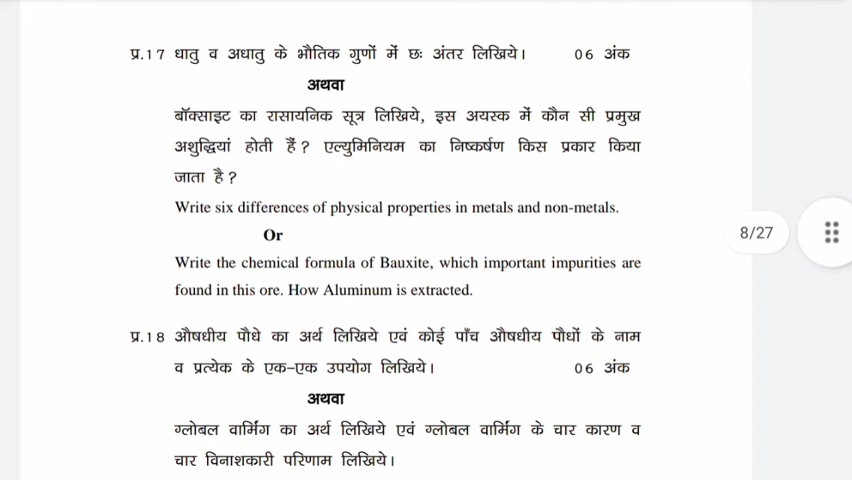 प्र.17 धातु व अधातु के भौतिक गुणों में छः अंतर लिखिये। 06 अंक
अथवा
बॉक्साइट का रासायनिक सूत्र लिखिये, इस अयस्क में कौन सी प्रमुख
अशुद्धियां होती हैं? एल्युमिनियम का निष्कर्षण किस प्रकार किया
जाता है?
Write six differences of physical properties in metals and non-metals.
Or
8/27
Write the chemical formula of Bauxite, which important impurities are
found in this ore. How Aluminum is extracted.
प्र.18 औषधीय पौधे का अर्थ लिखिये एवं कोई पाँच औषधीय पौधों के नाम
व प्रत्येक के एक-एक उपयोग लिखिये। 06 अंक
अथवा
ग्लोबल वार्मिंग का अर्थ लिखिये एवं ग्लोबल वार्मिंग के चार कारण व
चार विनाशकारी परिणाम लिखिये।